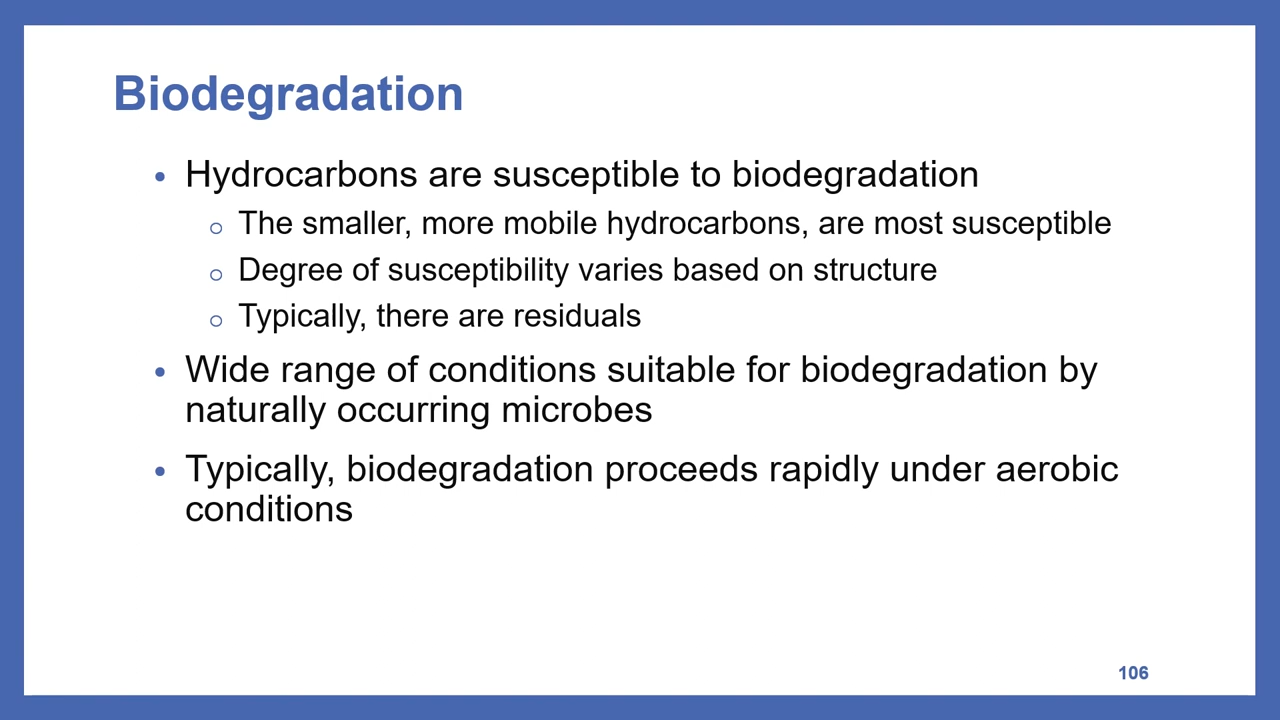 Biodegradation
• Hydrocarbons are susceptible to biodegradation
o The smaller, more mobile hydrocarbons, are most susceptible
o Degree of susceptibility varies based on structure
o Typically, there are residuals
• Wide range of conditions suitable for biodegradation by
naturally occurring microbes
• Typically, biodegradation proceeds rapidly under aerobic
conditions
106